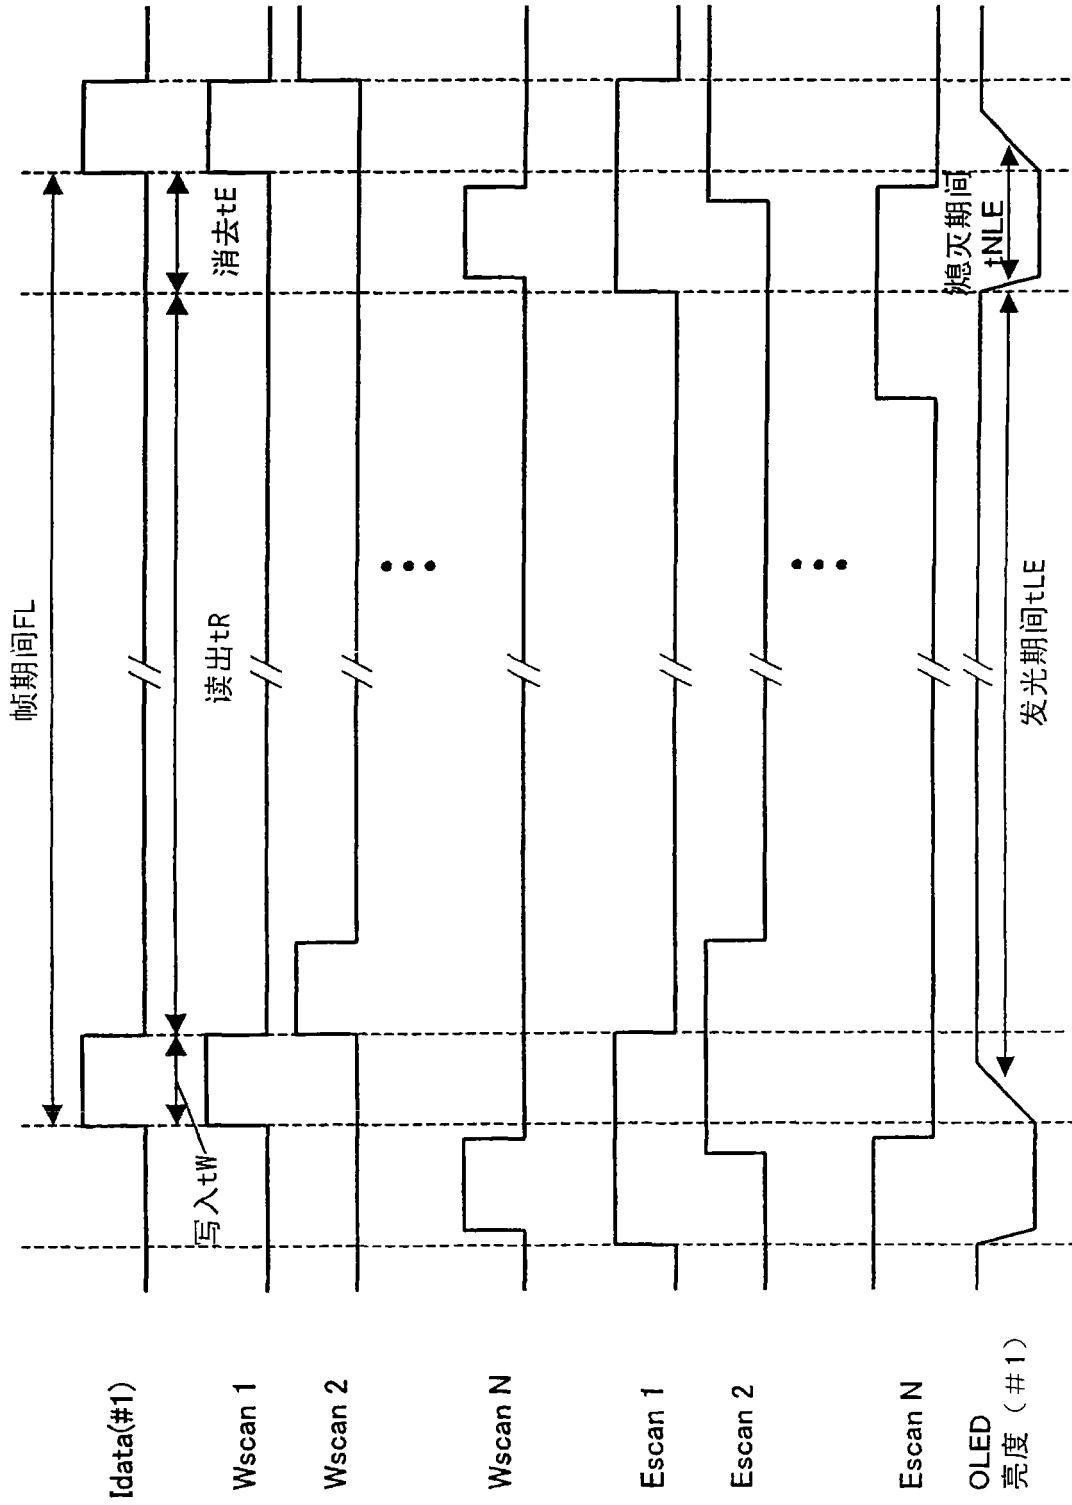 帧期间FL
写入tW
读出tR
消去tE
Idata(#1)
Wscan 1
Wscan 2
Wscan N
Escan 1
Escan 2
Escan N
OLED
亮度（#1）
发光期间tLE
熄灭期间
tNLE